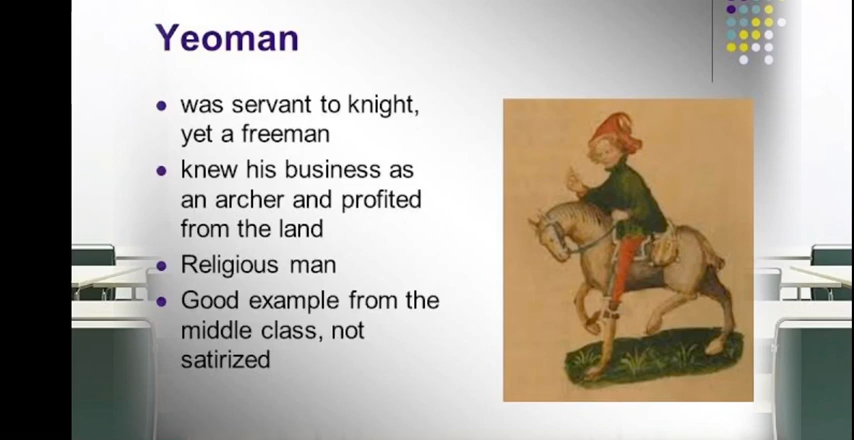 Yeoman
was servant to knight,
yet a freeman
knew his business as
an archer and profited
from the land
Religious man
Good example from the
middle class, not
satirized